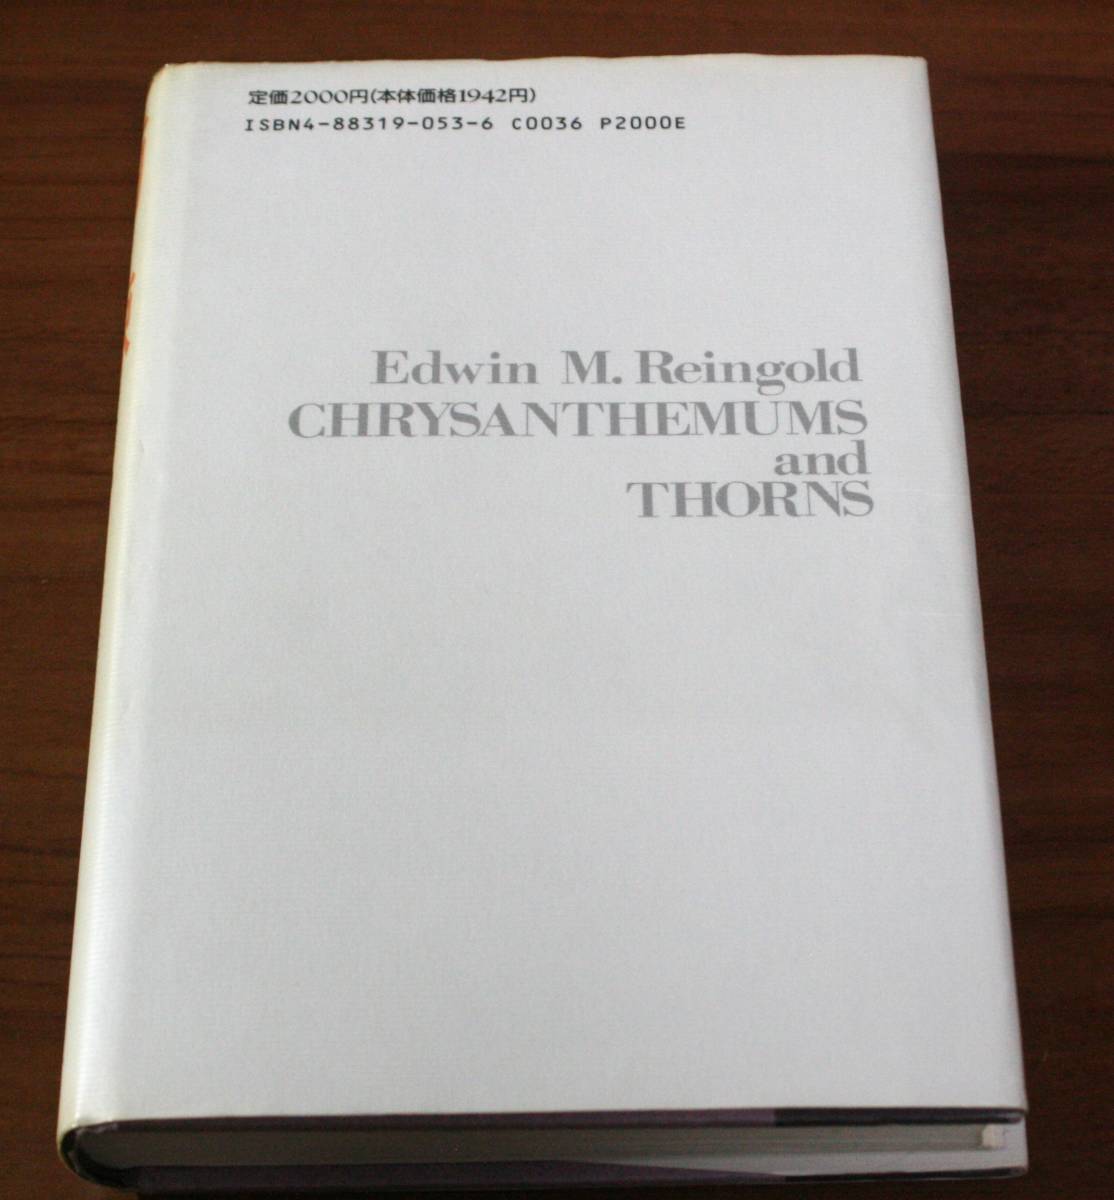 定価2000円(本体価格1942円)
ISBN4-88319-053-6 C0036 P2000E
Edwin M. Reingold
CHRYSANTHEMUMS
and
THORNS